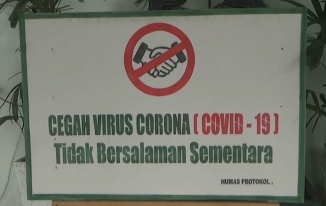 CEGAH VIRUS CORONA ( COVID - 19 )
Tidak Bersalaman Sementara
HUMAS PROTOKOL .